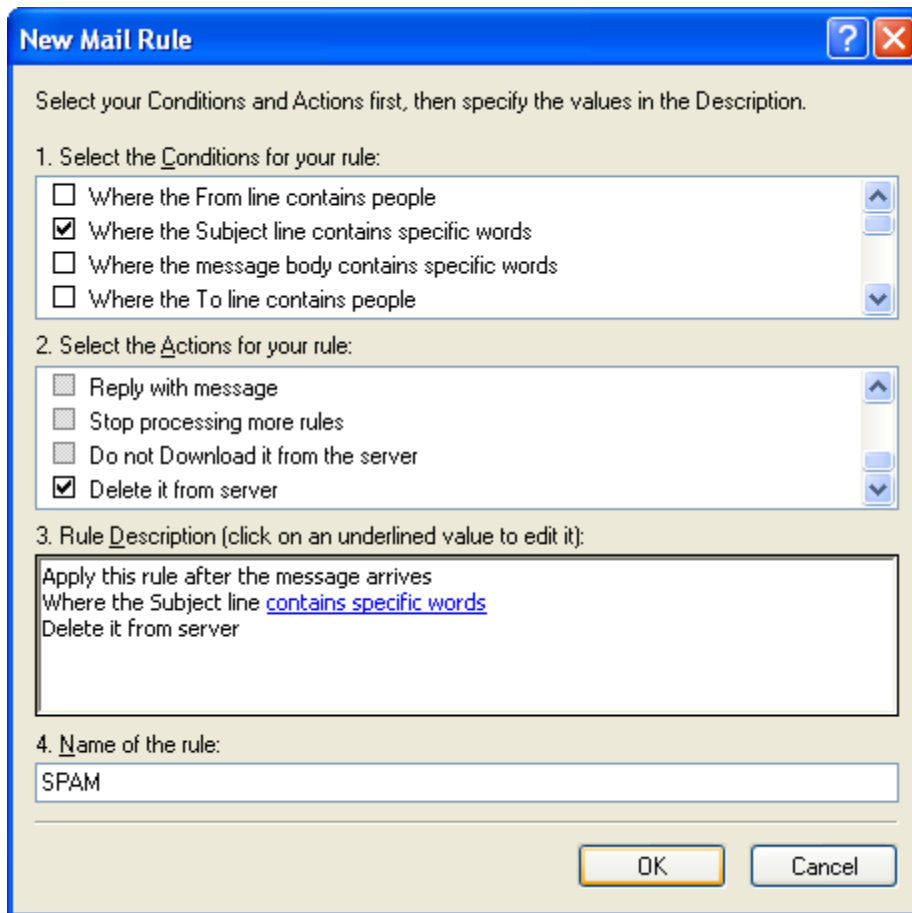 New Mail Rule
Select your Conditions and Actions first, then specify the values in the Description.
1. Select the Conditions for your rule:
Where the From line contains people
Where the Subject line contains specific words
Where the message body contains specific words
Where the To line contains people
2. Select the Actions for your rule:
Reply with message
Stop processing more rules
Do not Download it from the server
Delete it from server
3. Rule Description (click on an underlined value to edit it):
Apply this rule after the message arrives
Where the Subject line contains specific words
Delete it from server
4. Name of the rule:
SPAM
OK Cancel